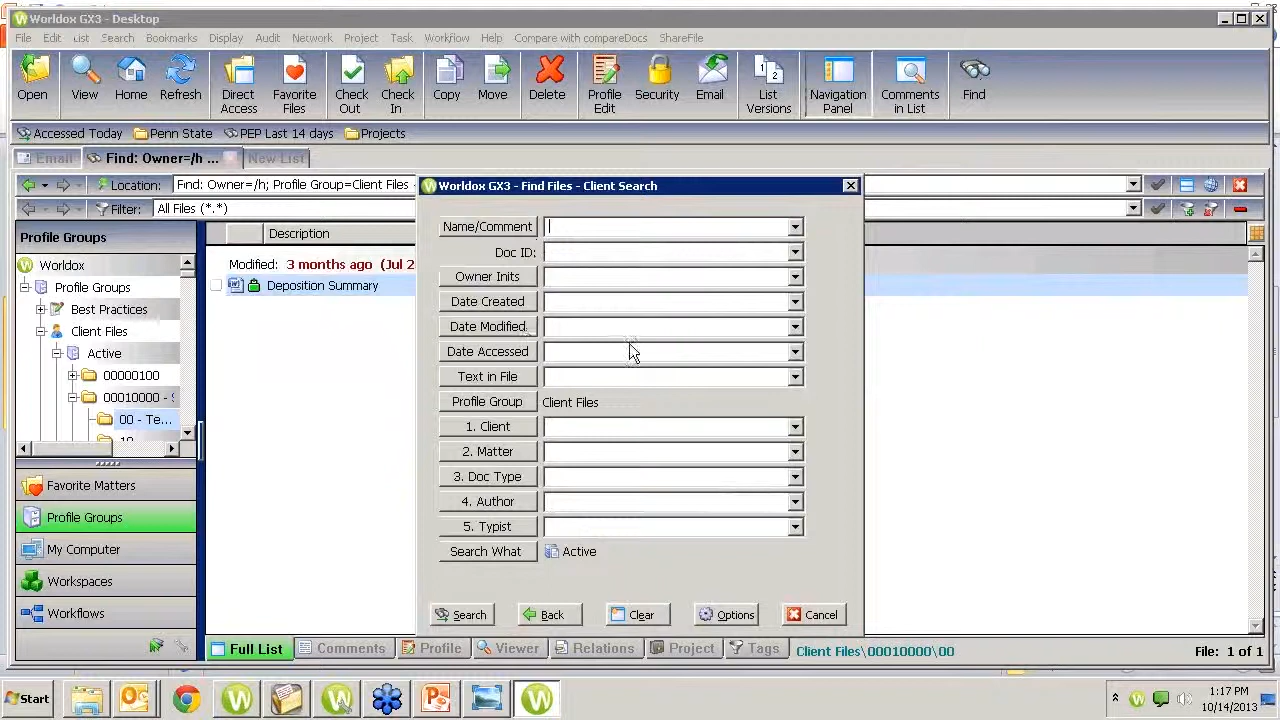 Worldox GX3 - Desktop
File Edit List Search Bookmarks Display Audit Network Project Task Workflow Help Compare with compareDocs ShareFile
Open View Home Refresh Direct Access Favorite Files Check Out Check In Copy Move Delete Profile Edit Security Email List Versions Navigation Panel Comments in List Find
Accessed Today Penn State PEP Last 14 days Projects
Email Find: Owner=/h ... New List
Location: Find: Owner=/h; Profile Group=Client Files
Filter: All Files (*.*)
Profile Groups
Description
Worldox
Profile Groups
Best Practices
Client Files
Active
00000100
00010000 -
00 - Te...
Modified: 3 months ago (Jul 2
Deposition Summary
Favorite Matters
Profile Groups
My Computer
Workspaces
Workflows
Worldox GX3 - Find Files - Client Search
Name/Comment
Doc ID:
Owner Inits
Date Created
Date Modified
Date Accessed
Text in File
Profile Group Client Files
1. Client
2. Matter
3. Doc Type
4. Author
5. Typist
Search What Active
Search Back Clear Options Cancel
Full List Comments Profile Viewer Relations Project Tags Client Files\00010000\00 File: 1 of 1
Start
1:17 PM
10/14/2013